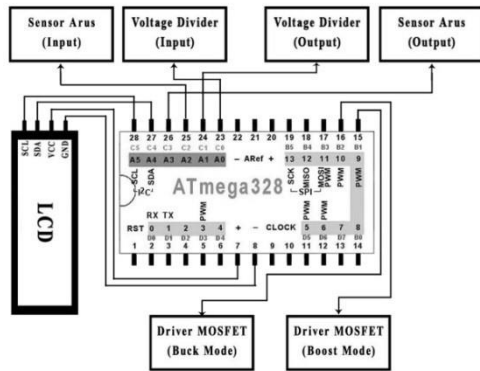 Sensor Arus
(Input)
Voltage Divider
(Input)
Voltage Divider
(Output)
Sensor Arus
(Output)
SCL
SDA
VCC
GND
LCD
28 27 26 25 24 23 22 21 20 19 18 17 16 15
C5 C4 C3 C2 C1 C0 B5 B4 B3 B2 B1
A5 A4 A3 A2 A1 A0 - ARef + 13 12 11 10 9
SCL SDA SCK MISO MOSI PWM PWM PWM
I²C SPI
ATmega328
RX TX PWM PWM PWM
RST 0 1 2 3 4 + - CLOCK 5 6 7 8
D0 D1 D2 D3 D4 D5 D6 D7 B0
1 2 3 4 5 6 7 8 9 10 11 12 13 14
Driver MOSFET
(Buck Mode)
Driver MOSFET
(Boost Mode)